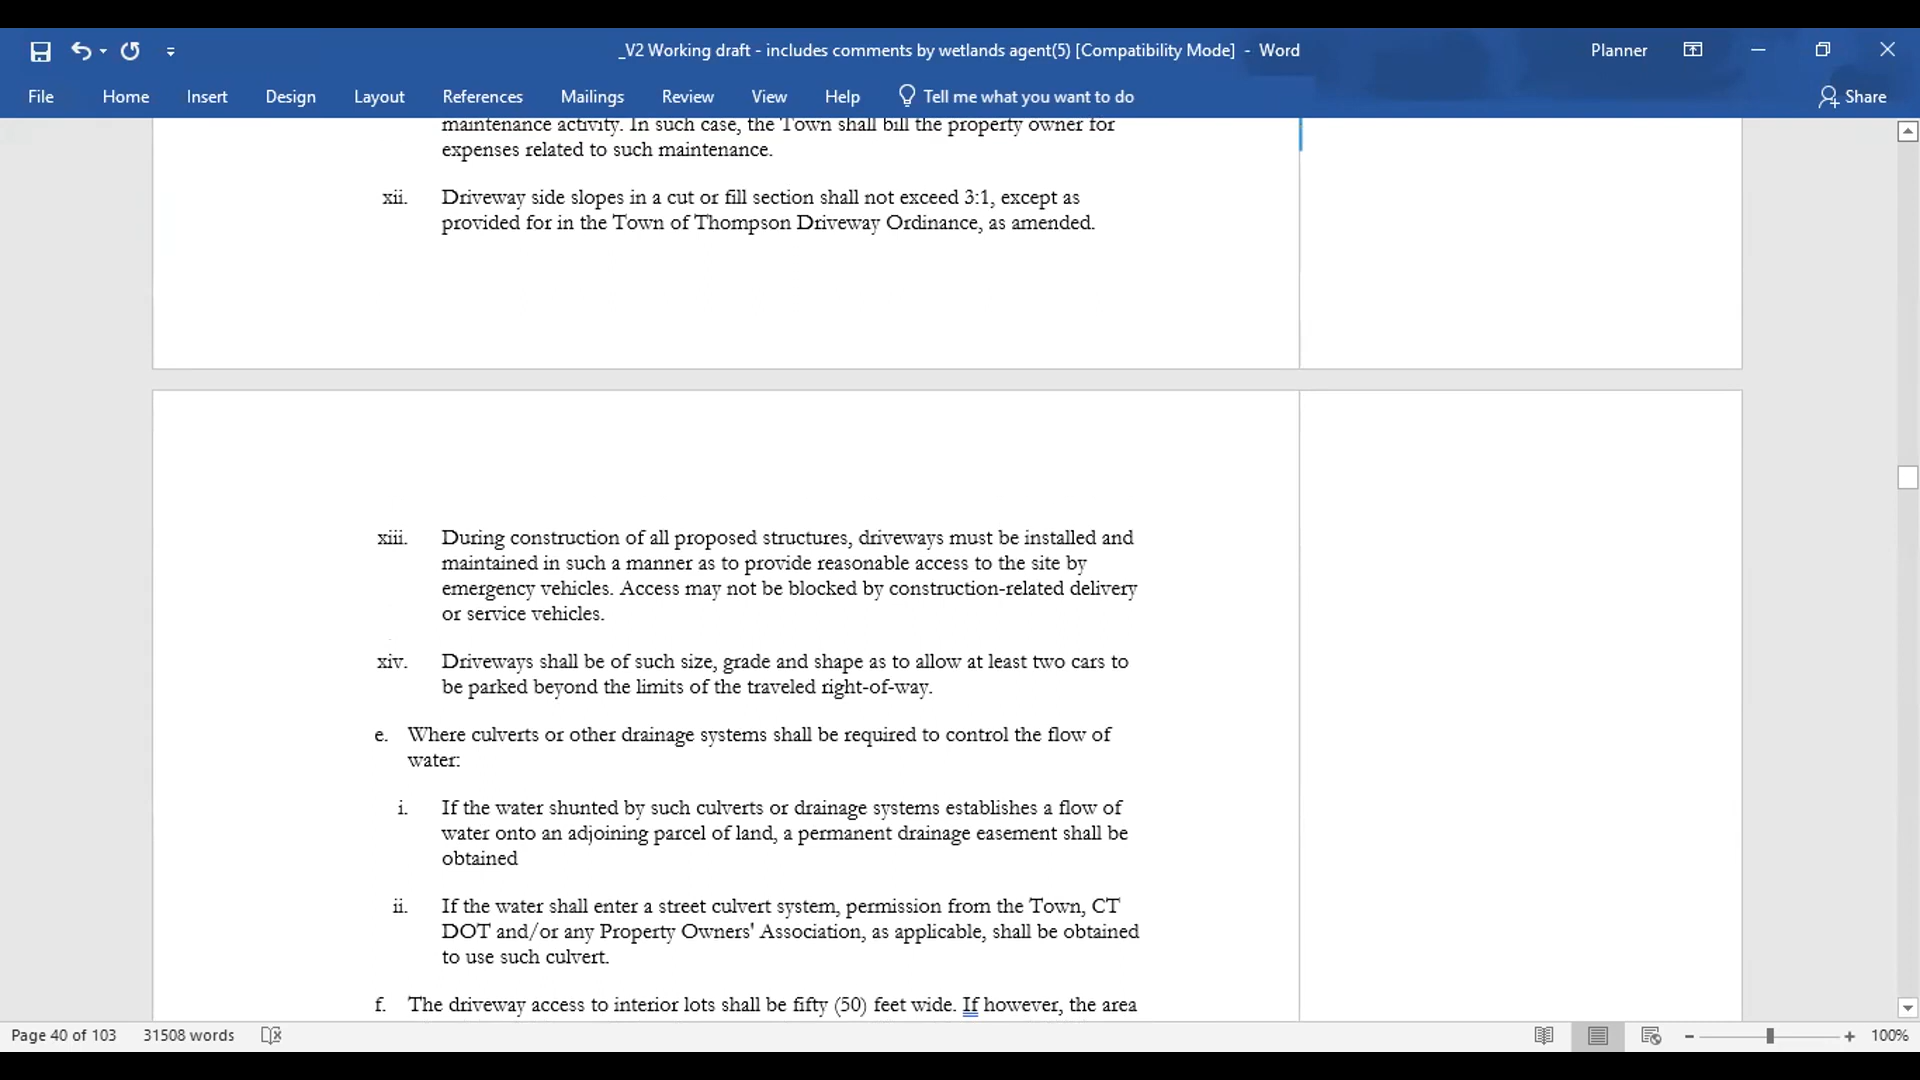 _V2 Working draft - includes comments by wetlands agent(5) [Compatibility Mode] - Word
Planner
File Home Insert Design Layout References Mailings Review View Help Tell me what you want to do Share
maintenance activity. In such case, the Town shall bill the property owner for
expenses related to such maintenance.
xii. Driveway side slopes in a cut or fill section shall not exceed 3:1, except as
provided for in the Town of Thompson Driveway Ordinance, as amended.
xiii. During construction of all proposed structures, driveways must be installed and
maintained in such a manner as to provide reasonable access to the site by
emergency vehicles. Access may not be blocked by construction-related delivery
or service vehicles.
xiv. Driveways shall be of such size, grade and shape as to allow at least two cars to
be parked beyond the limits of the traveled right-of-way.
e. Where culverts or other drainage systems shall be required to control the flow of
water:
i. If the water shunted by such culverts or drainage systems establishes a flow of
water onto an adjoining parcel of land, a permanent drainage easement shall be
obtained
ii. If the water shall enter a street culvert system, permission from the Town, CT
DOT and/or any Property Owners' Association, as applicable, shall be obtained
to use such culvert.
f. The driveway access to interior lots shall be fifty (50) feet wide. If however, the area
Page 40 of 103 31508 words 100%